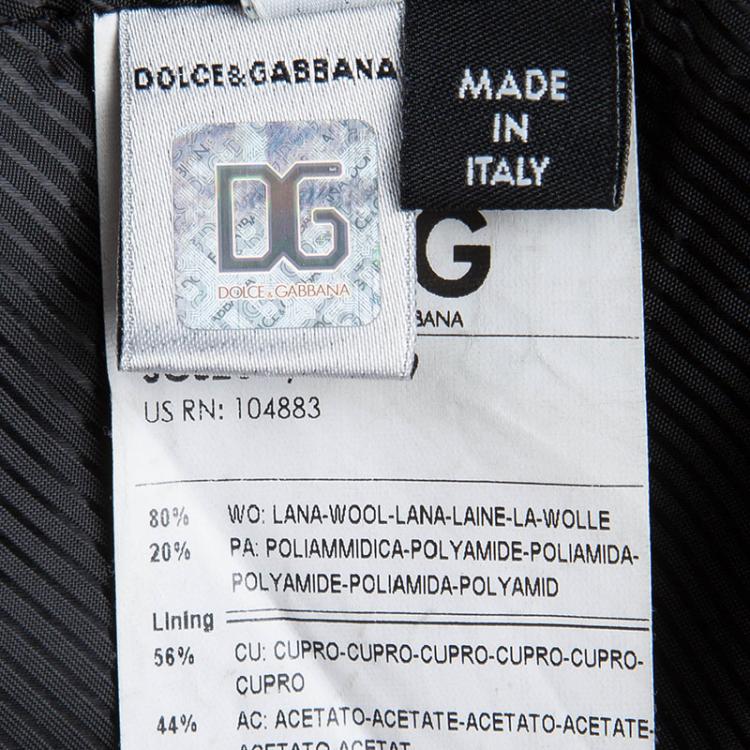 DOLCE&GABBANA
MADE
IN
ITALY
DG
DOLCE&GABBANA
G
BANA
US RN: 104883
80% WO: LANA-WOOL-LANA-LAINE-LA-WOLLE
20% PA: POLIAMMIDICA-POLYAMIDE-POLIAMIDA-
POLYAMIDE-POLIAMIDA-POLYAMID
Lining
56% CU: CUPRO-CUPRO-CUPRO-CUPRO-CUPRO-
CUPRO
44% AC: ACETATO-ACETATE-ACETATO-ACETATE-
ACETATO-ACETAT